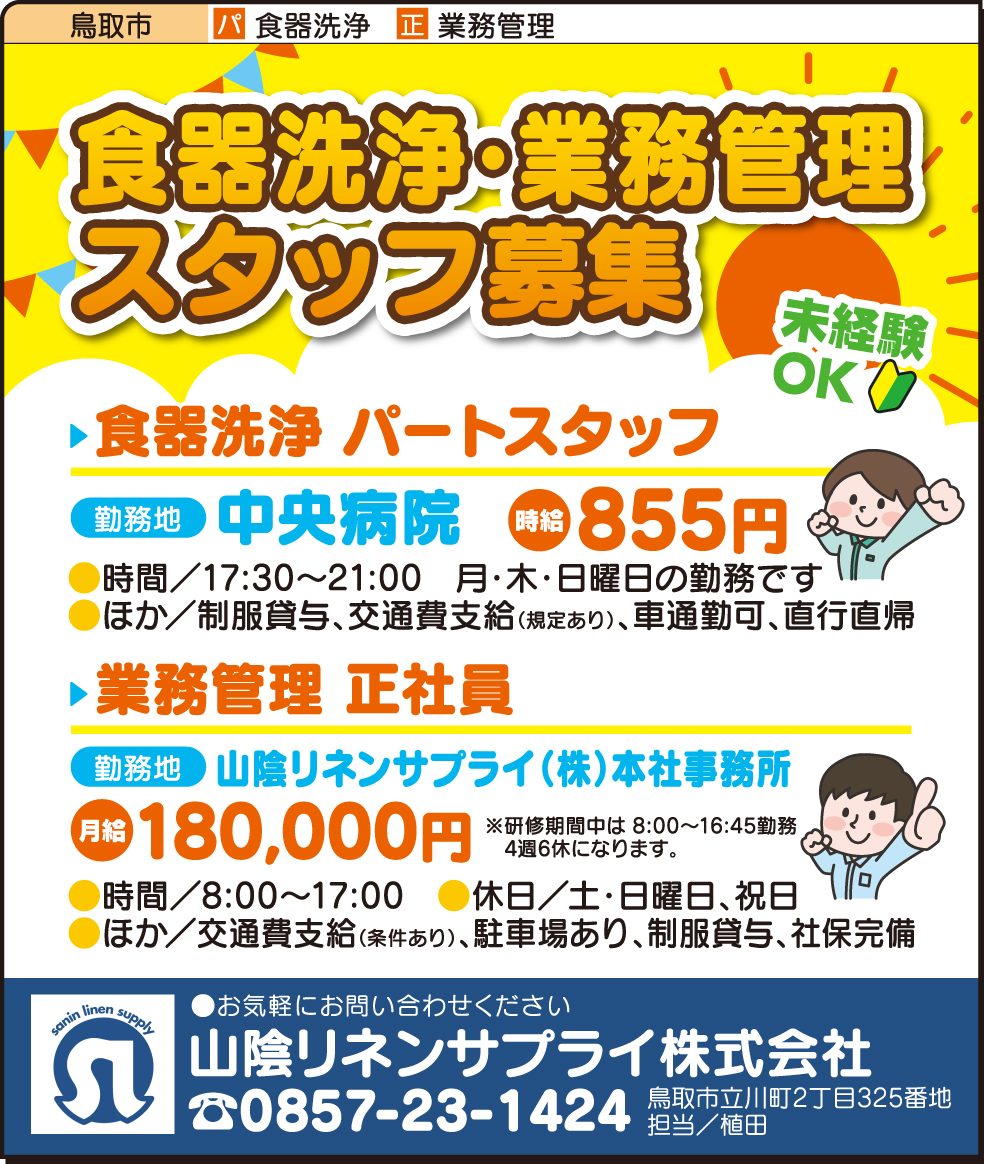 鳥取市 パ 食器洗浄 正 業務管理
食器洗浄・業務管理
スタッフ募集
未経験
OK
食器洗浄 パートスタッフ
勤務地 中央病院 時給 855円
●時間／17:30～21:00 月・木・日曜日の勤務です
●ほか／制服貸与、交通費支給(規定あり)、車通勤可、直行直帰
業務管理 正社員
勤務地 山陰リネンサプライ(株)本社事務所
月給 180,000円
※研修期間中は 8:00～16:45勤務
4週6休になります。
●時間／8:00～17:00 ●休日／土・日曜日、祝日
●ほか／交通費支給(条件あり)、駐車場あり、制服貸与、社保完備
sanin linen supply
●お気軽にお問い合わせください
山陰リネンサプライ株式会社
☎0857-23-1424
鳥取市立川町2丁目325番地
担当／植田